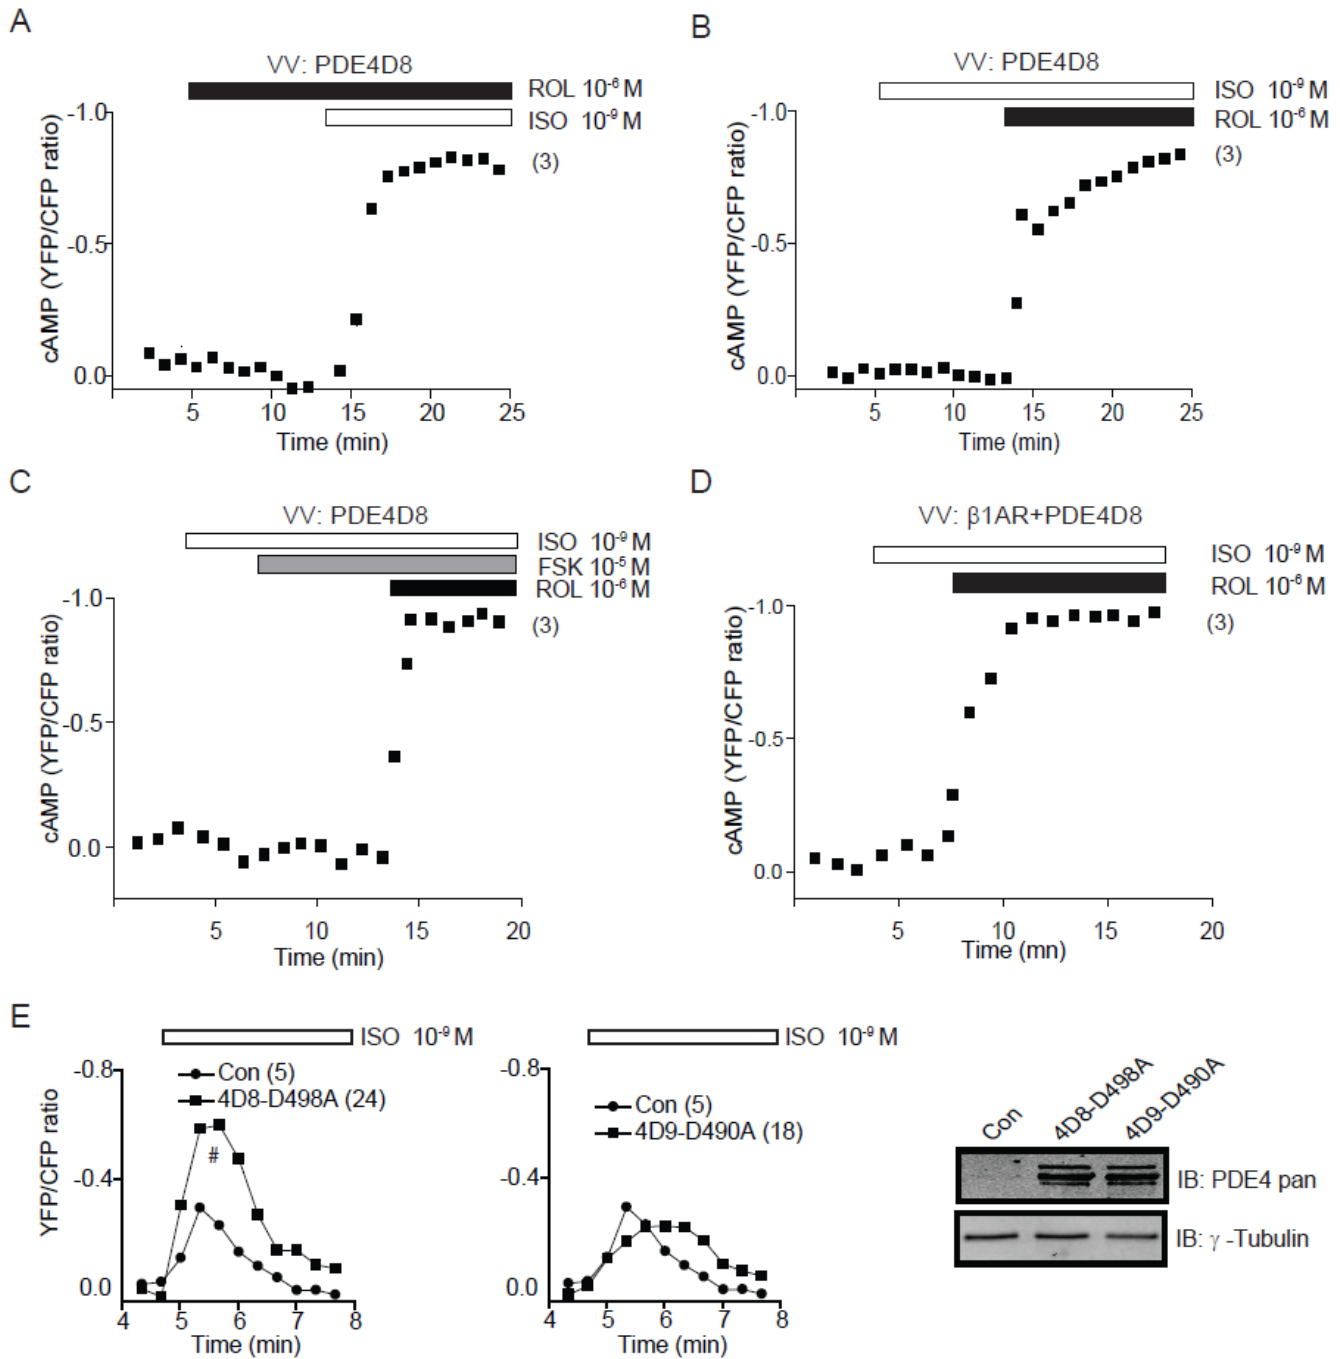 A
VV: PDE4D8
ROL 10⁻⁶ M
ISO 10⁻⁹ M
(3)
cAMP (YFP/CFP ratio)
-1.0
-0.5
0.0
5 10 15 20 25
Time (min)
B
VV: PDE4D8
ISO 10⁻⁹ M
ROL 10⁻⁶ M
(3)
cAMP (YFP/CFP ratio)
-1.0
-0.5
0.0
5 10 15 20 25
Time (min)
C
VV: PDE4D8
ISO 10⁻⁹ M
FSK 10⁻⁵ M
ROL 10⁻⁶ M
(3)
cAMP (YFP/CFP ratio)
-1.0
-0.5
0.0
5 10 15 20
Time (min)
D
VV: β1AR+PDE4D8
ISO 10⁻⁹ M
ROL 10⁻⁶ M
(3)
cAMP (YFP/CFP ratio)
-1.0
-0.5
0.0
5 10 15 20
Time (mn)
E
ISO 10⁻⁹ M
YFP/CFP ratio
-0.8
-0.4
0.0
Con (5)
4D8-D498A (24)
#
4 5 6 7 8
Time (min)
ISO 10⁻⁹ M
-0.8
-0.4
0.0
Con (5)
4D9-D490A (18)
4 5 6 7 8
Time (min)
Con
4D8-D498A
4D9-D490A
IB: PDE4 pan
IB: γ -Tubulin